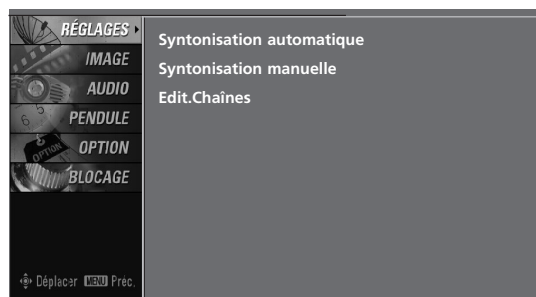 RÉGLAGES
IMAGE
AUDIO
PENDULE
OPTION
BLOCAGE
Syntonisation automatique
Syntonisation manuelle
Edit.Chaînes
Déplacer MENU Préc.